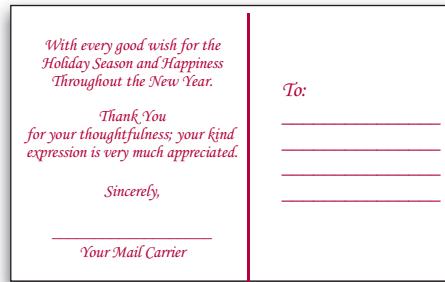 With every good wish for the
Holiday Season and Happiness
Throughout the New Year.
Thank You
for your thoughtfulness; your kind
expression is very much appreciated.
Sincerely,
Your Mail Carrier
To: